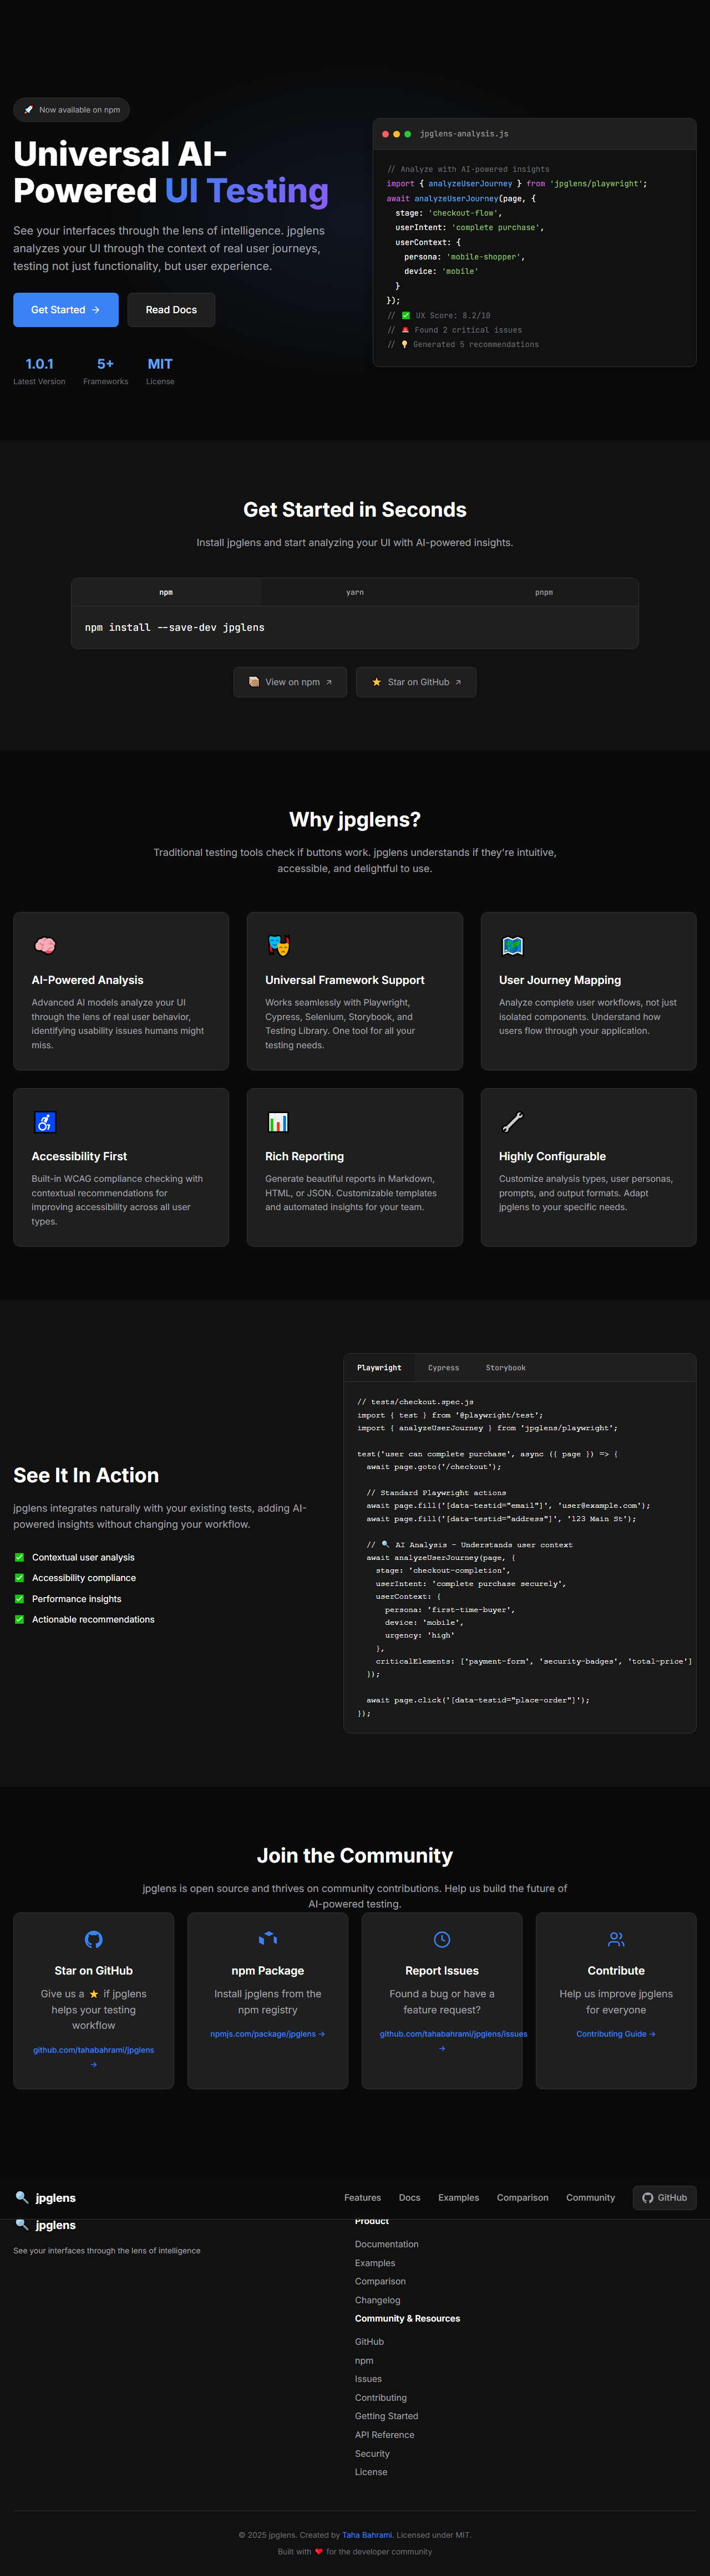 Now available on npm
Universal AI-
Powered UI Testing
See your interfaces through the lens of intelligence. jpglens
analyzes your UI through the context of real user journeys,
testing not just functionality, but user experience.
Get Started →
Read Docs
1.0.1
Latest Version
5+
Frameworks
MIT
License
jpglens-analysis.js
// Analyze with AI-powered insights
import { analyzeUserJourney } from 'jpglens/playwright';
await analyzeUserJourney(page, {
stage: 'checkout-flow',
userIntent: 'complete purchase',
userContext: {
persona: 'mobile-shopper',
device: 'mobile'
}
});
// ✅ UX Score: 8.2/10
// 🚨 Found 2 critical issues
// 💡 Generated 5 recommendations
Get Started in Seconds
Install jpglens and start analyzing your UI with AI-powered insights.
npm
yarn
pnpm
npm install --save-dev jpglens
View on npm ↗
Star on GitHub ↗
Why jpglens?
Traditional testing tools check if buttons work. jpglens understands if they're intuitive,
accessible, and delightful to use.
AI-Powered Analysis
Advanced AI models analyze your UI
through the lens of real user behavior,
identifying usability issues humans might
miss.
Universal Framework Support
Works seamlessly with Playwright,
Cypress, Selenium, Storybook, and
Testing Library. One tool for all your
testing needs.
User Journey Mapping
Analyze complete user workflows, not just
isolated components. Understand how
users flow through your application.
Accessibility First
Built-in WCAG compliance checking with
contextual recommendations for
improving accessibility across all user
types.
Rich Reporting
Generate beautiful reports in Markdown,
HTML, or JSON. Customizable templates
and automated insights for your team.
Highly Configurable
Customize analysis types, user personas,
prompts, and output formats. Adapt
jpglens to your specific needs.
See It In Action
jpglens integrates naturally with your existing tests, adding AI-
powered insights without changing your workflow.
✅ Contextual user analysis
✅ Accessibility compliance
✅ Performance insights
✅ Actionable recommendations
Playwright
Cypress
Storybook
// tests/checkout.spec.js
import { test } from '@playwright/test';
import { analyzeUserJourney } from 'jpglens/playwright';
test('user can complete purchase', async ({ page }) => {
await page.goto('/checkout');
// Standard Playwright actions
await page.fill('[data-testid="email"]', 'user@example.com');
await page.fill('[data-testid="address"]', '123 Main St');
// 🔍 AI Analysis - Understands user context
await analyzeUserJourney(page, {
stage: 'checkout-completion',
userIntent: 'complete purchase securely',
userContext: {
persona: 'first-time-buyer',
device: 'mobile',
urgency: 'high'
},
criticalElements: ['payment-form', 'security-badges', 'total-price']
});
await page.click('[data-testid="place-order"]');
});
Join the Community
jpglens is open source and thrives on community contributions. Help us build the future of
AI-powered testing.
Star on GitHub
Give us a ⭐ if jpglens
helps your testing
workflow
github.com/tahabahrami/jpglens
→
npm Package
Install jpglens from the
npm registry
npmjs.com/package/jpglens →
Report Issues
Found a bug or have a
feature request?
github.com/tahabahrami/jpglens/issues
→
Contribute
Help us improve jpglens
for everyone
Contributing Guide →
jpglens
Features
Docs
Examples
Comparison
Community
GitHub
jpglens
See your interfaces through the lens of intelligence
Product
Documentation
Examples
Comparison
Changelog
Community & Resources
GitHub
npm
Issues
Contributing
Getting Started
API Reference
Security
License
© 2025 jpglens. Created by Taha Bahrami. Licensed under MIT.
Built with ❤️ for the developer community